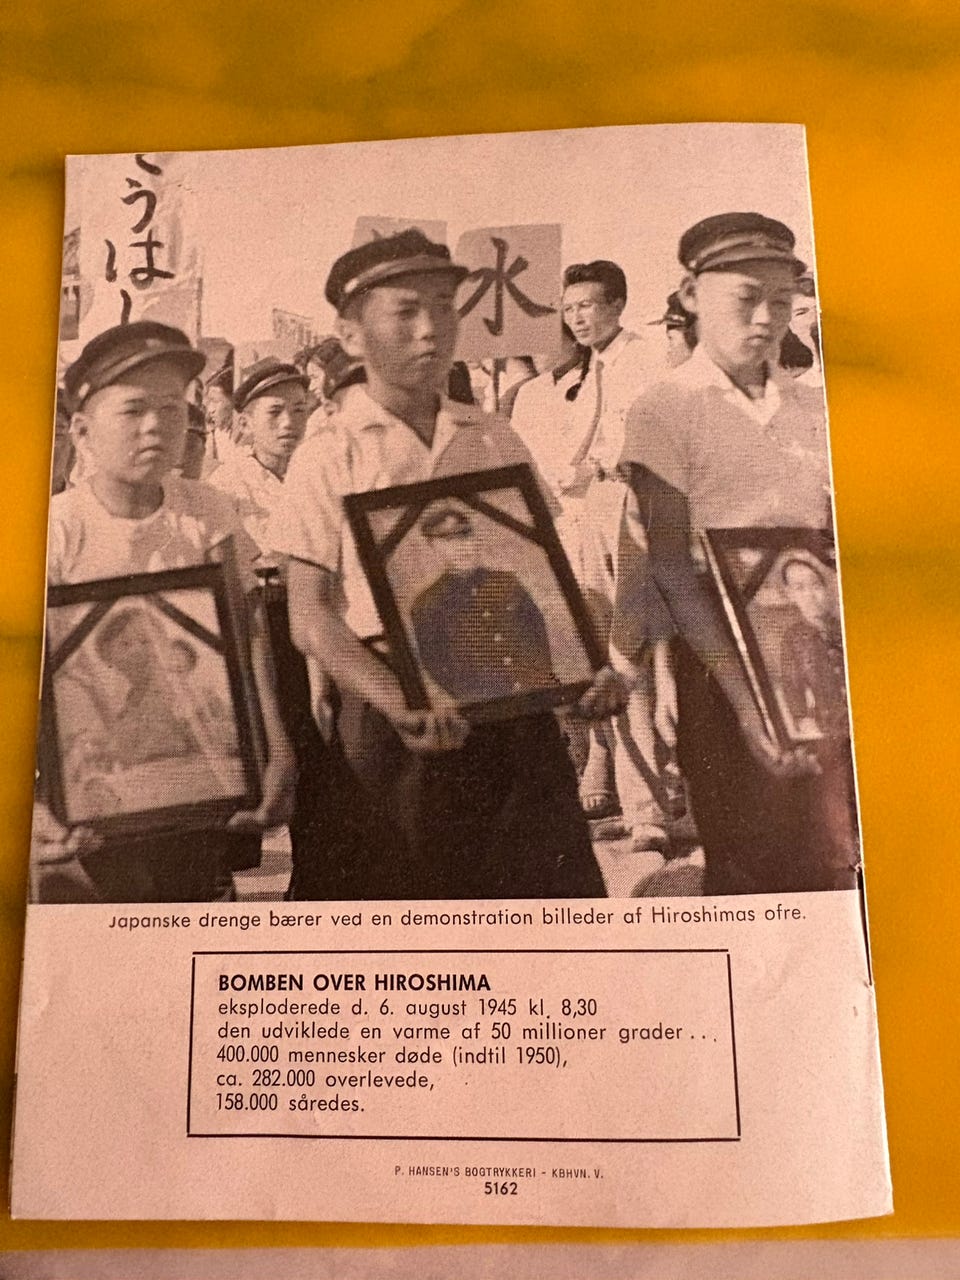 うは
水
Japanske drenge bærer ved en demonstration billeder af Hiroshimas ofre.
BOMBEN OVER HIROSHIMA
eksploderede d. 6. august 1945 kl. 8,30
den udviklede en varme af 50 millioner grader...
400.000 mennesker døde (indtil 1950),
ca. 282.000 overlevede,
158.000 såredes.
P. HANSEN'S BOGTRYKKERI - KBHVN. V.
5162